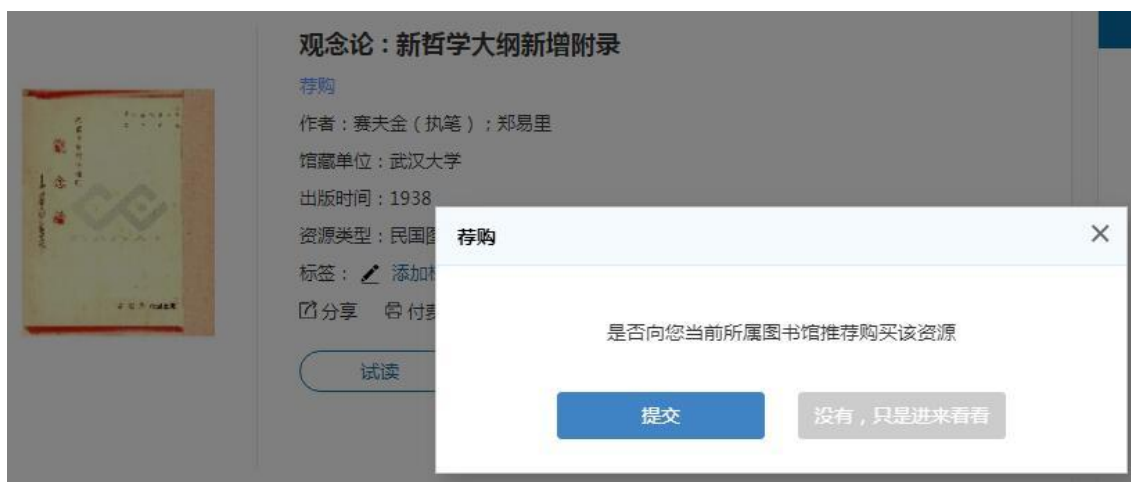 观念论：新哲学大纲新增附录
荐购
作者：赛夫金（执笔）；郑易里
馆藏单位：武汉大学
出版时间：1938
资源类型：民国
标签： 添加
分享 付
试读
荐购
是否向您当前所属图书馆推荐购买该资源
提交
没有，只是进来看看
觀念論